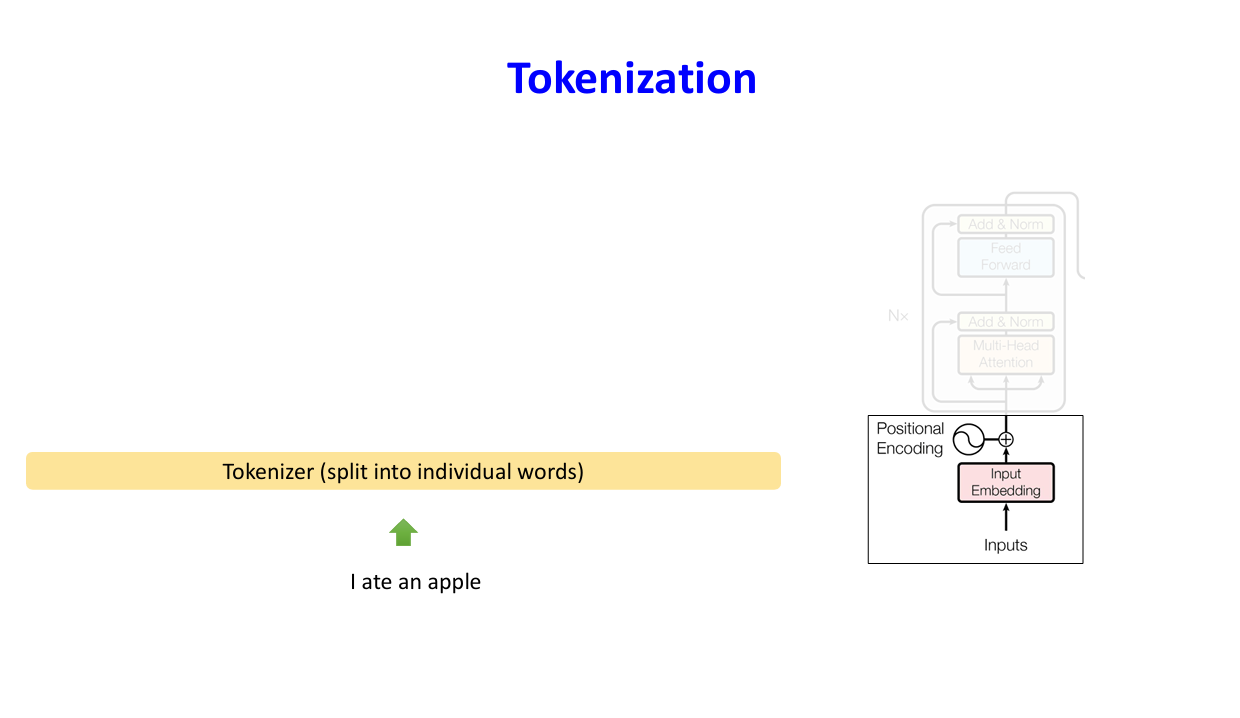 Tokenization
Tokenizer (split into individual words)
I ate an apple
Add & Norm
Feed
Forward
N×
Add & Norm
Multi-Head
Attention
Positional
Encoding
Input
Embedding
Inputs